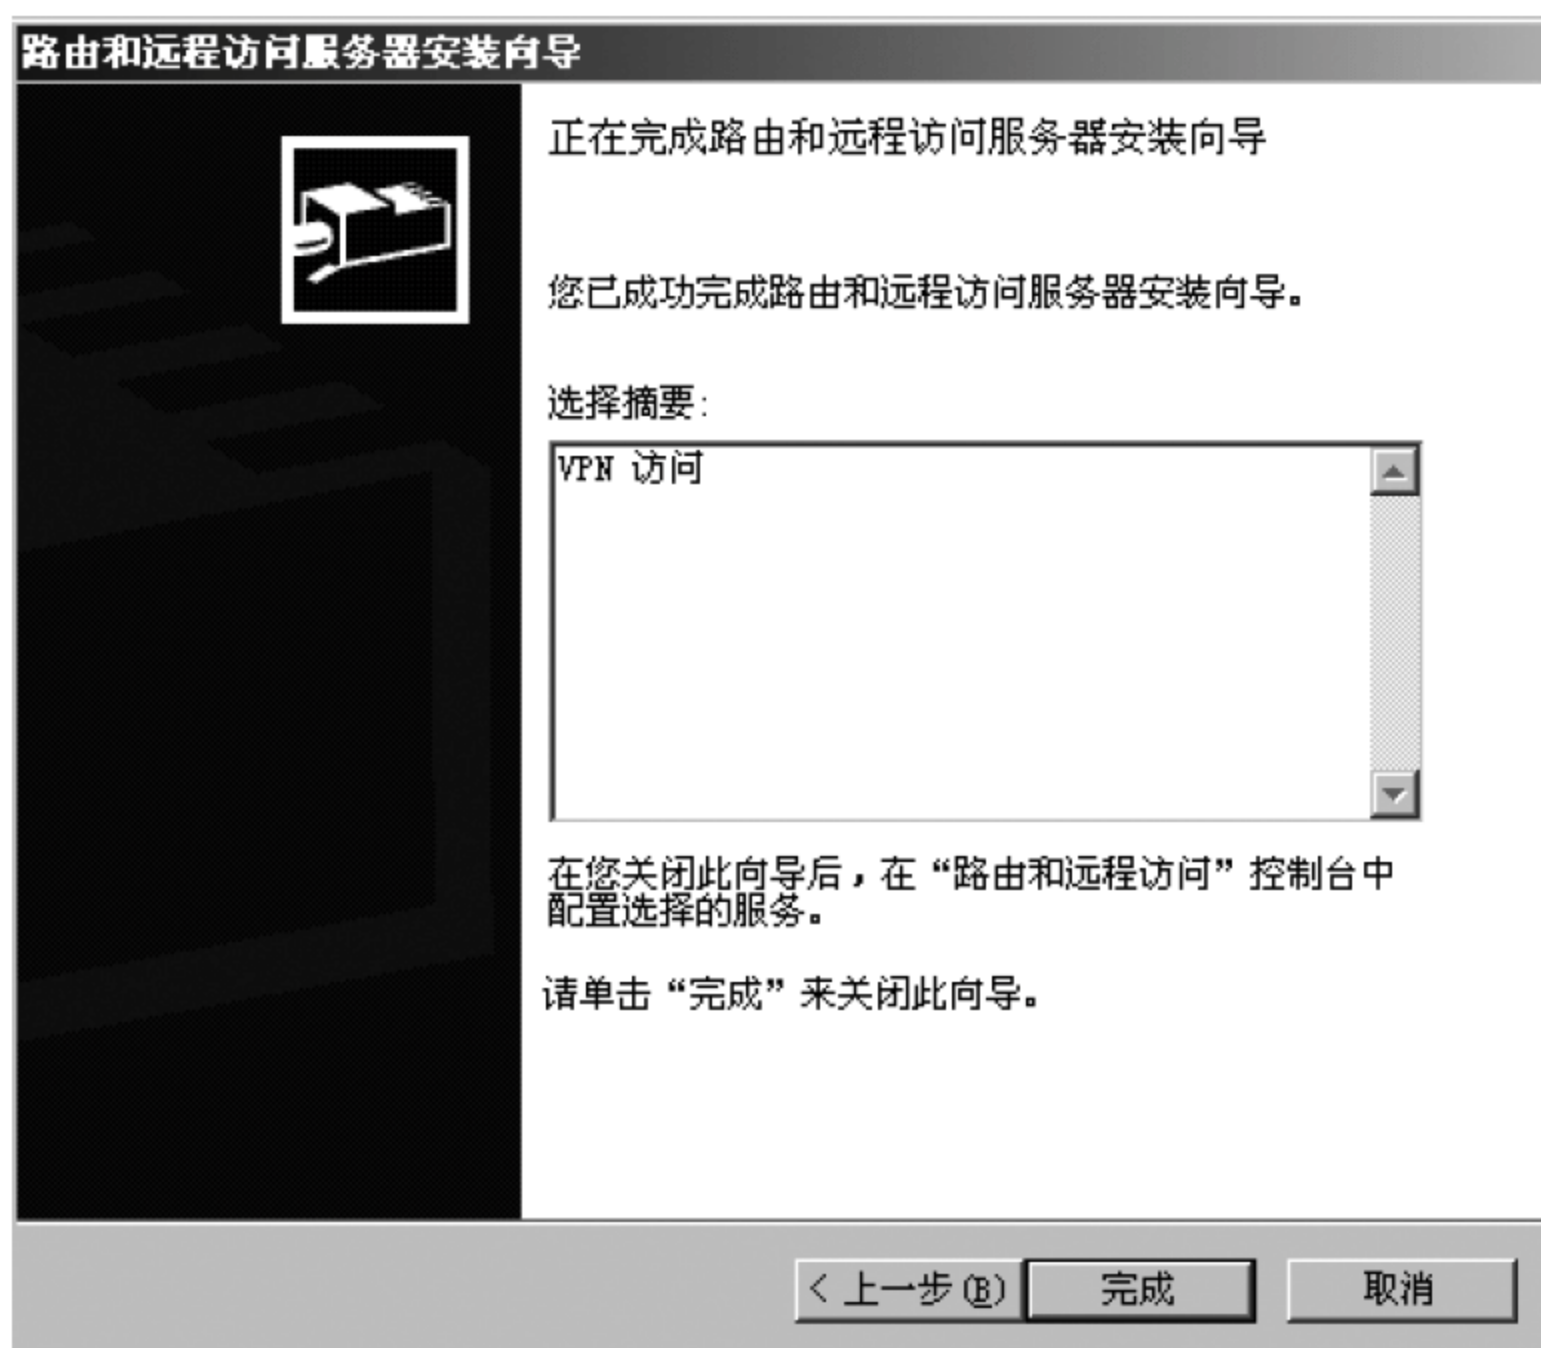 路由和远程访问服务器安装向导
正在完成路由和远程访问服务器安装向导
您已成功完成路由和远程访问服务器安装向导。
选择摘要:
VPN 访问
在您关闭此向导后，在“路由和远程访问”控制台中
配置选择的服务。
请单击“完成”来关闭此向导。
< 上一步(B) 完成 取消